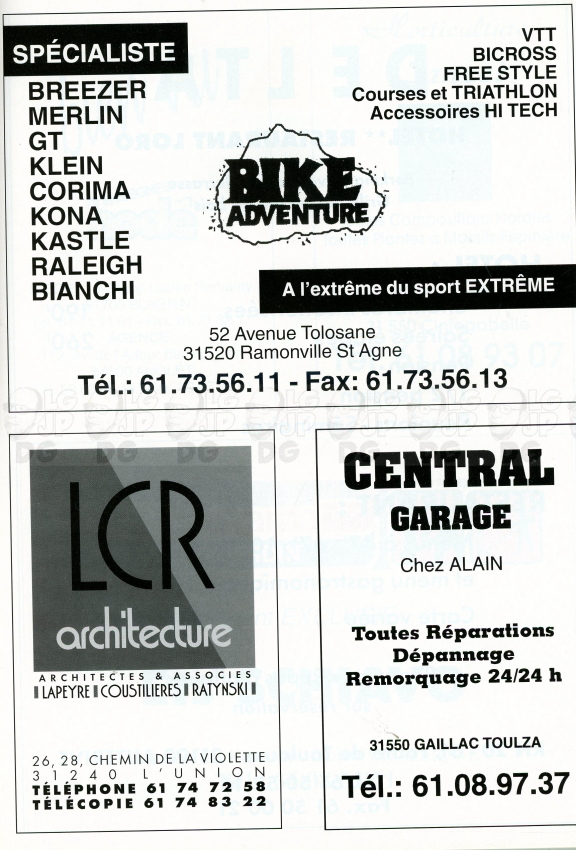 SPÉCIALISTE
BREEZER
MERLIN
GT
KLEIN
CORIMA
KONA
KASTLE
RALEIGH
BIANCHI
VTT
BICROSS
FREE STYLE
Courses et TRIATHLON
Accessoires HI TECH
BIKE
ADVENTURE
A l'extrême du sport EXTRÊME
52 Avenue Tolosane
31520 Ramonville St Agne
Tél.: 61.73.56.11 - Fax: 61.73.56.13
LCR
architecture
ARCHITECTES & ASSOCIES
LAPEYRE COUSTILIERES RATYNSKI
26, 28, CHEMIN DE LA VIOLETTE
31240 L'UNION
TÉLÉPHONE 61 74 72 58
TÉLÉCOPIE 61 74 83 22
CENTRAL
GARAGE
Chez ALAIN
Toutes Réparations
Dépannage
Remorquage 24/24 h
31550 GAILLAC TOULZA
Tél.: 61.08.97.37